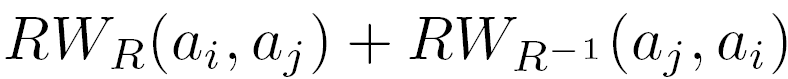 $RW_R(a_i, a_j) + RW_{R^{-1}}(a_j, a_i)$